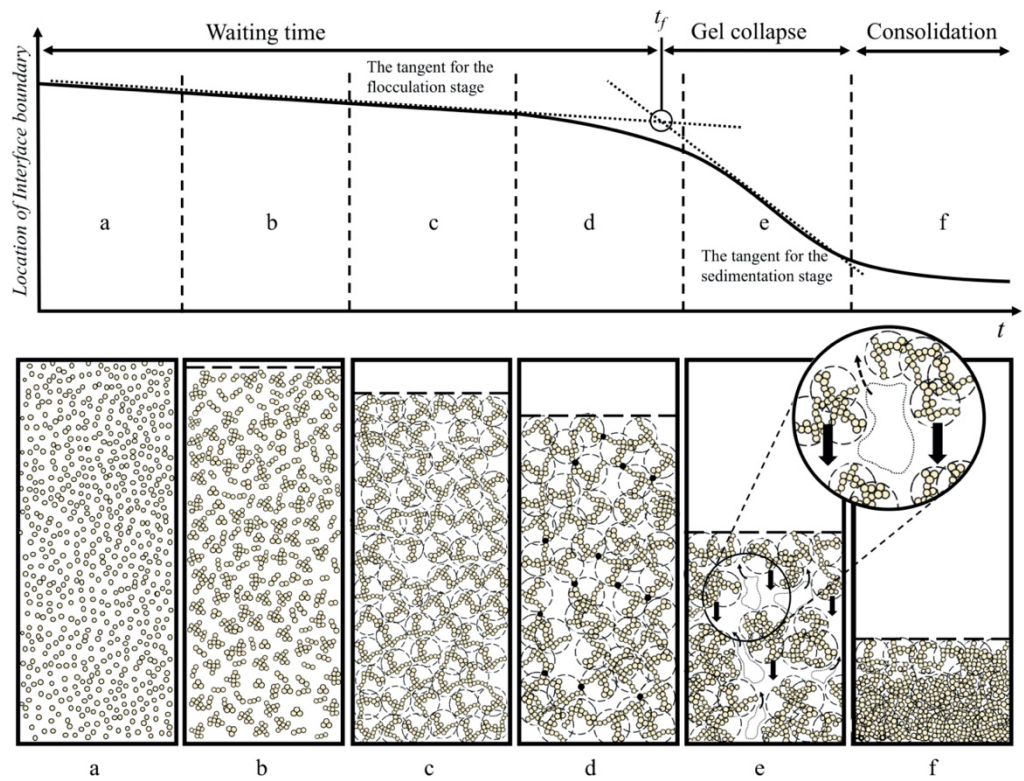 Waiting time
t_f
Gel collapse
Consolidation
The tangent for the
flocculation stage
Location of Interface boundary
a
b
c
d
e
f
The tangent for the
sedimentation stage
t
a
b
c
d
e
f